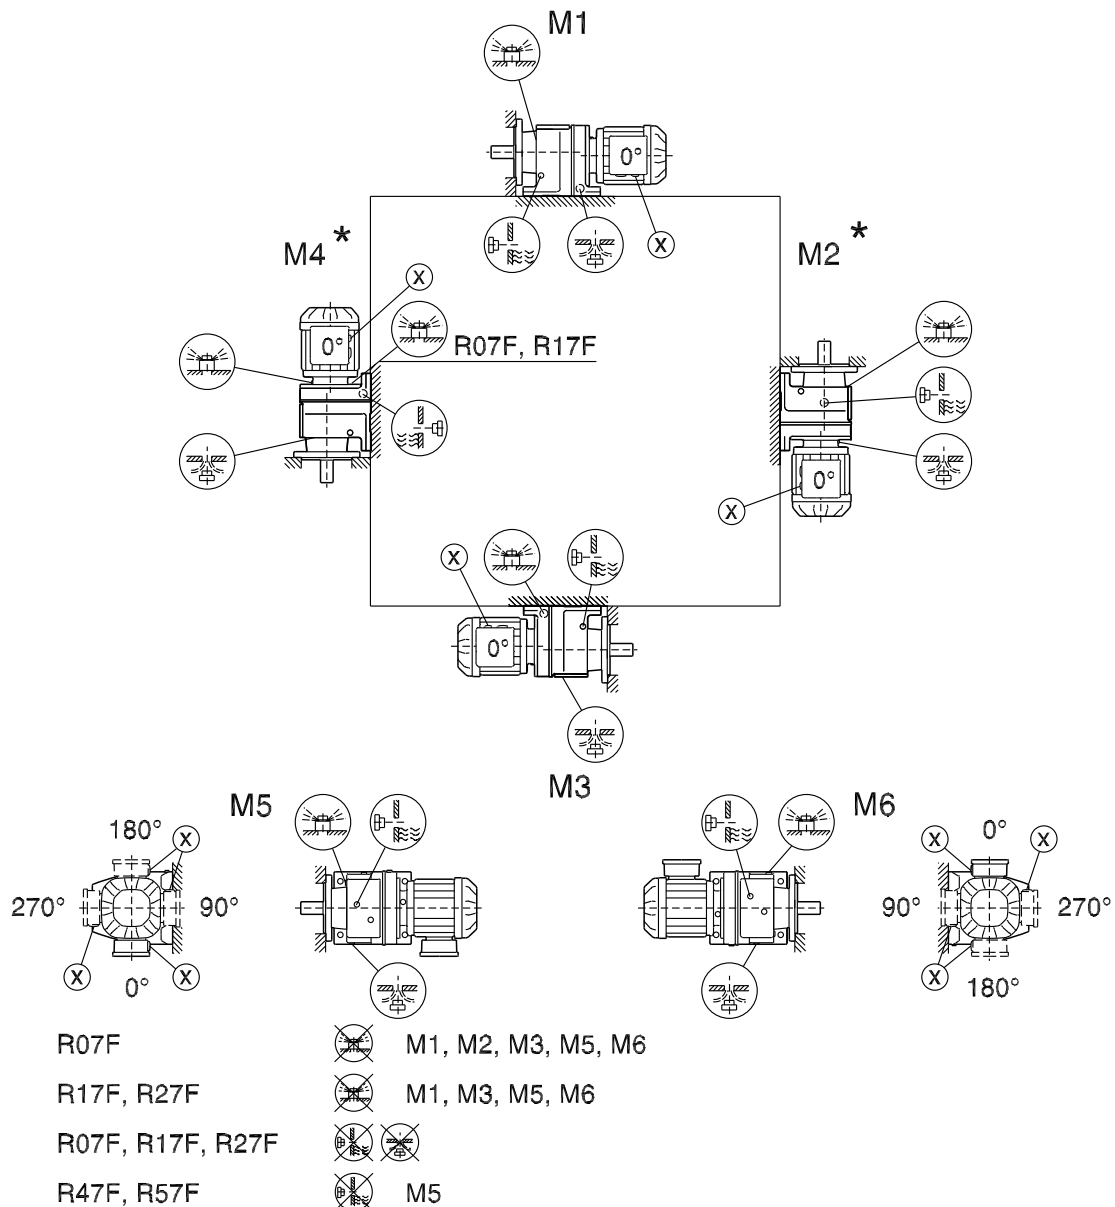 M1
0°
X
M4 *
M2 *
X
0°
R07F, R17F
0°
X
X
0°
M3
M5
M6
180°
X
0°
X
X
270°
90°
90°
270°
X
0°
X
X
180°
R07F M1, M2, M3, M5, M6
R17F, R27F M1, M3, M5, M6
R07F, R17F, R27F
R47F, R57F M5